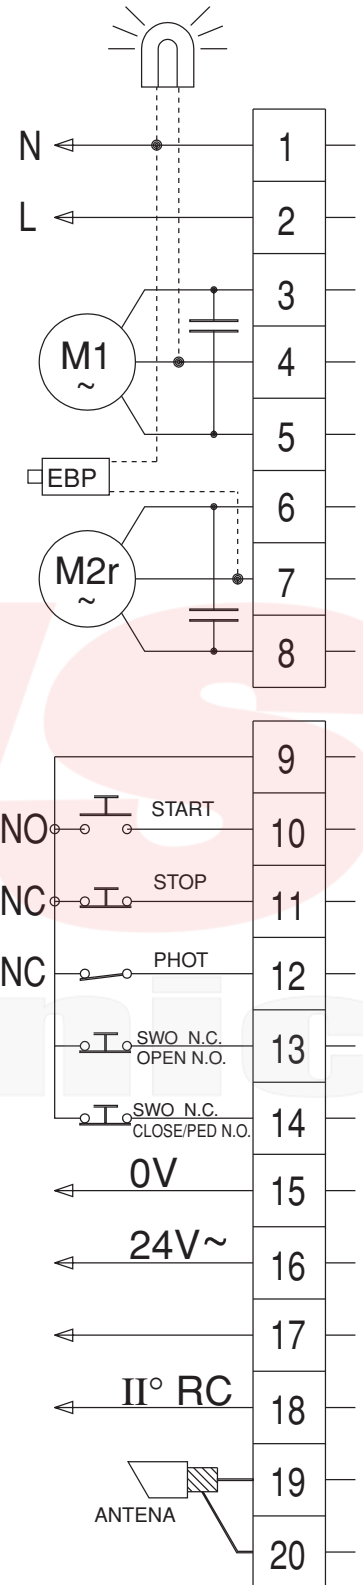 N
1
L
2
3
M1
~
4
5
EBP
6
M2r
~
7
8
9
NO
START
10
NC
STOP
11
NC
PHOT
12
SWO N.C.
OPEN N.O.
13
SWO N.C.
CLOSE/PED N.O.
14
0V
15
24V~
16
17
II° RC
18
ANTENA
19
20